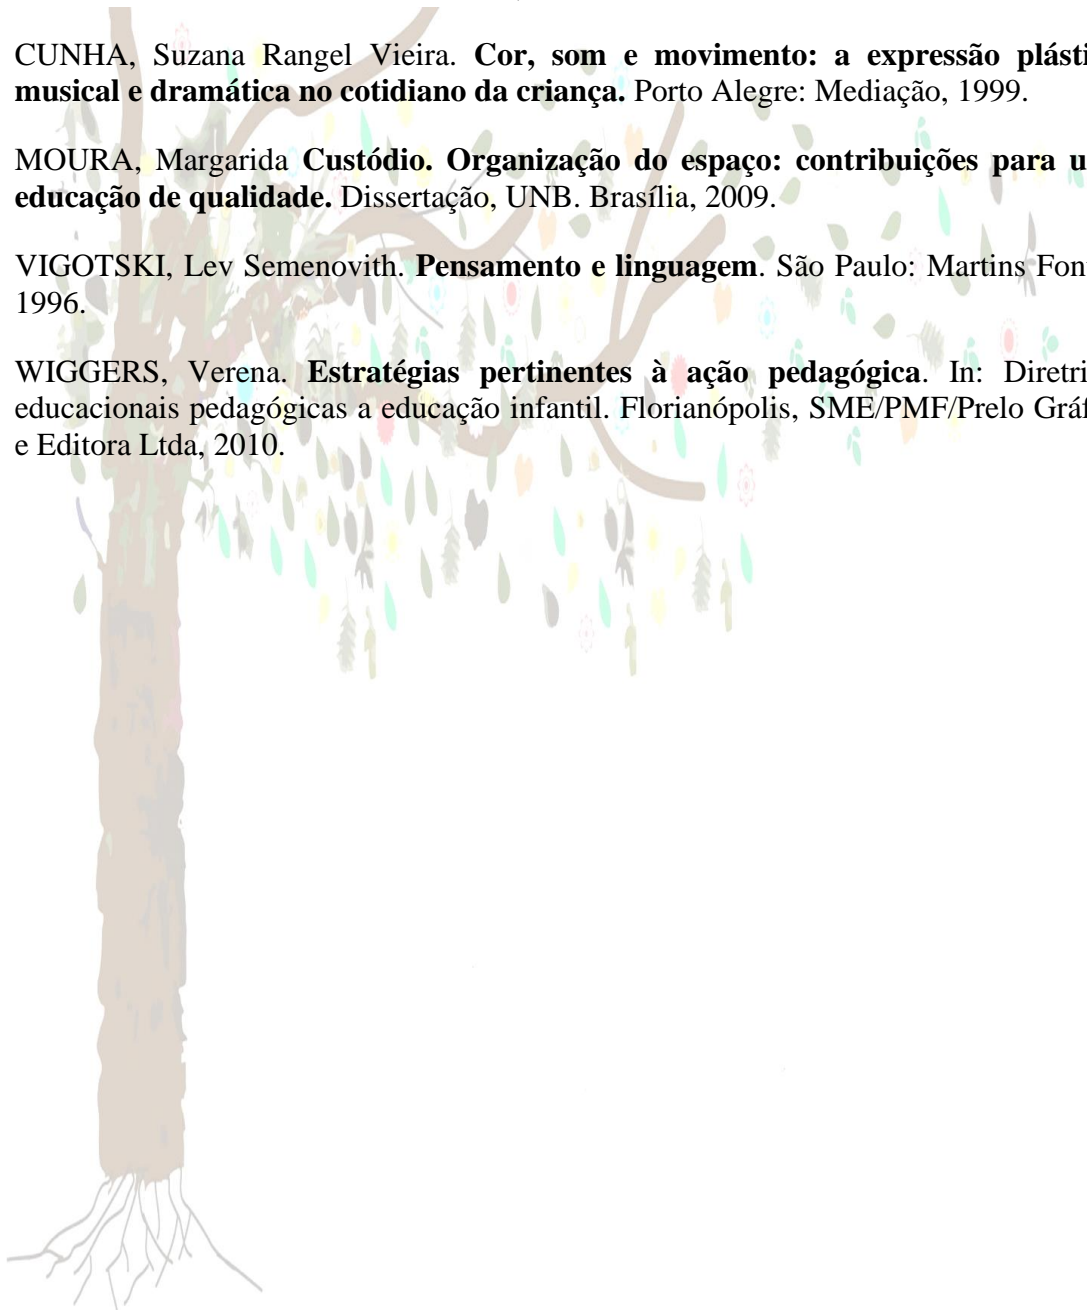 CUNHA, Suzana Rangel Vieira. Cor, som e movimento: a expressão plásti
musical e dramática no cotidiano da criança. Porto Alegre: Mediação, 1999.
MOURA, Margarida Custódio. Organização do espaço: contribuições para u
educação de qualidade. Dissertação, UNB. Brasília, 2009.
VIGOTSKI, Lev Semenovith. Pensamento e linguagem. São Paulo: Martins Font
1996.
WIGGERS, Verena. Estratégias pertinentes à ação pedagógica. In: Diretri
educacionais pedagógicas a educação infantil. Florianópolis, SME/PMF/Prelo Gráf
e Editora Ltda, 2010.